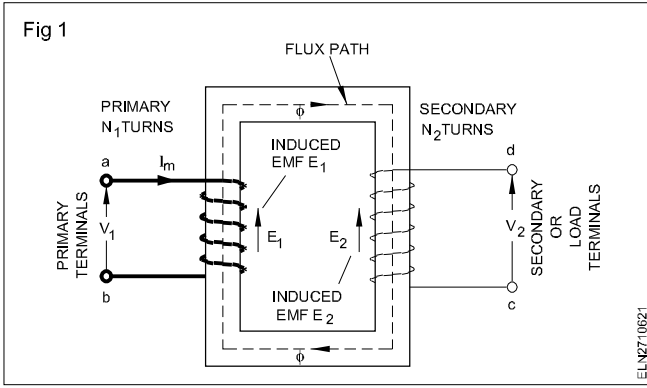 Fig 1
FLUX PATH
ϕ
PRIMARY
N₁TURNS
SECONDARY
N₂TURNS
a
Iₘ
INDUCED
EMF E₁
d
PRIMARY
TERMINALS
V₁
E₁
E₂
V₂
SECONDARY
OR
LOAD
TERMINALS
b
INDUCED
EMF E₂
c
ϕ
ELN2710621